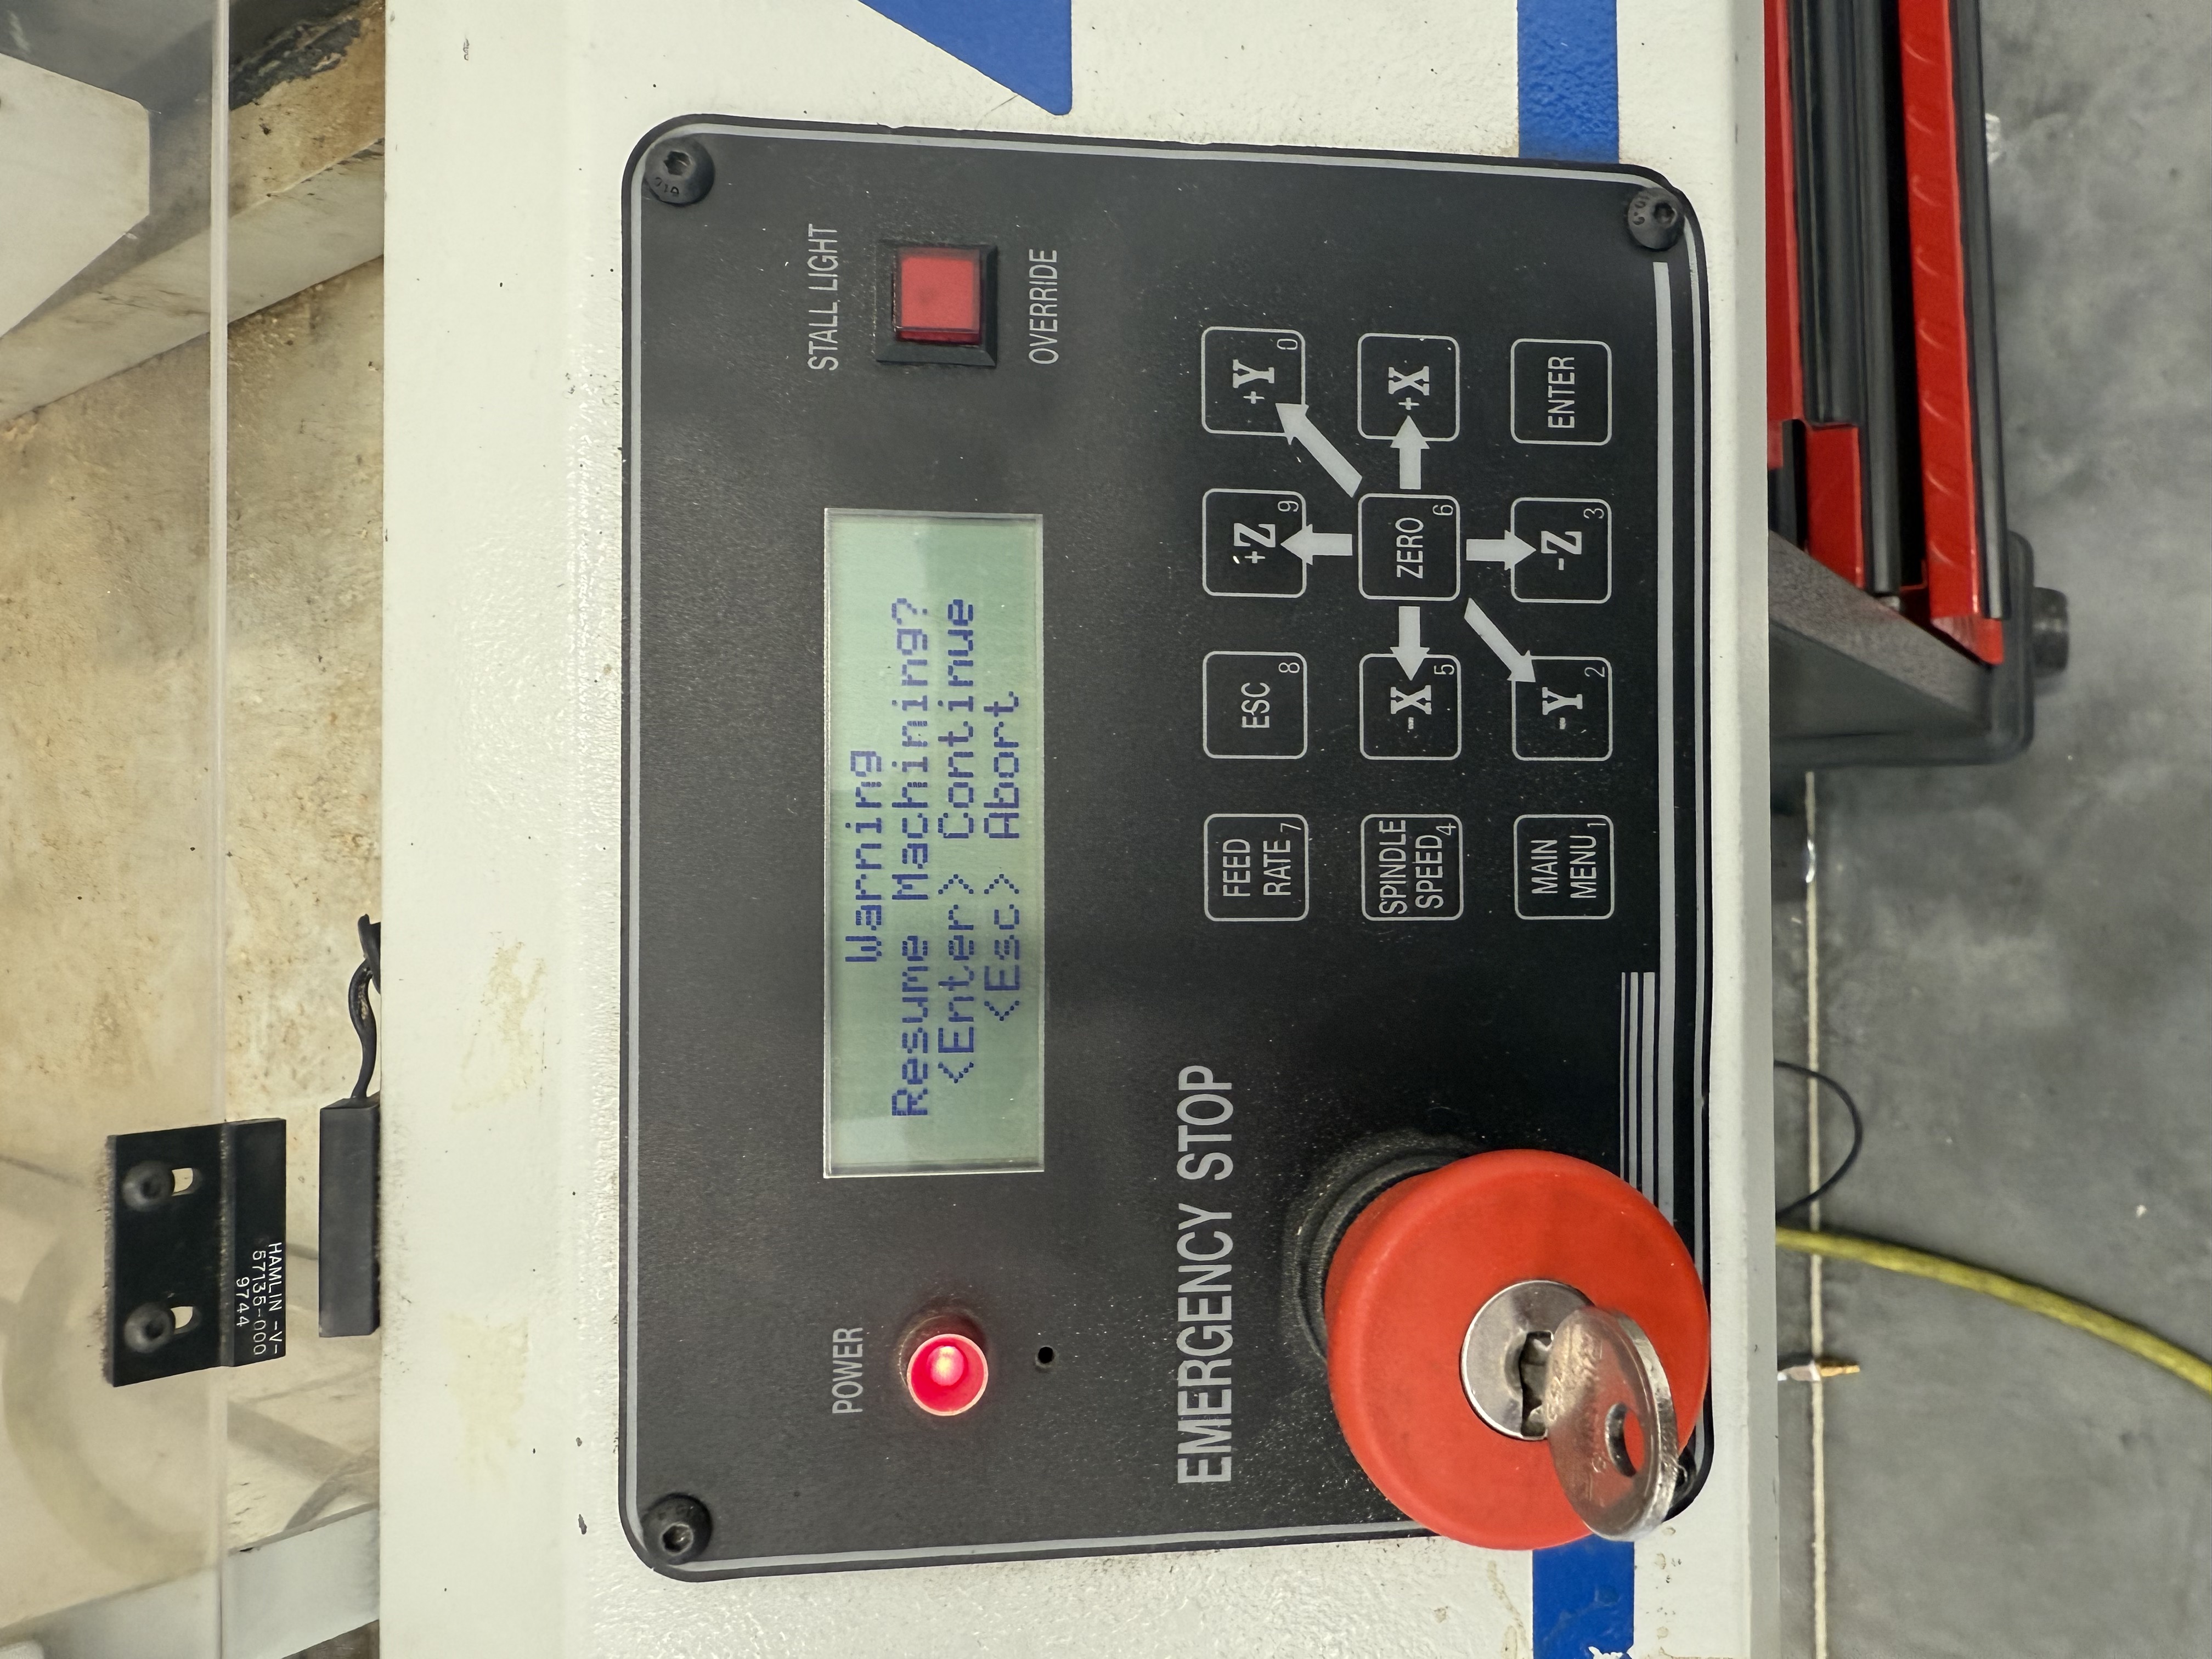 HAMLIN -V-
57135-000
9744
POWER
Warning
Resume Machining?
<Enter> Continue
<Esc> Abort
STALL LIGHT
OVERRIDE
EMERGENCY STOP
FEED
RATE 7
ESC 8
+Z 9
+Y 0
SPINDLE
SPEED 4
-X 5
ZERO 6
+X .
MAIN
MENU 1
-Y 2
-Z 3
ENTER